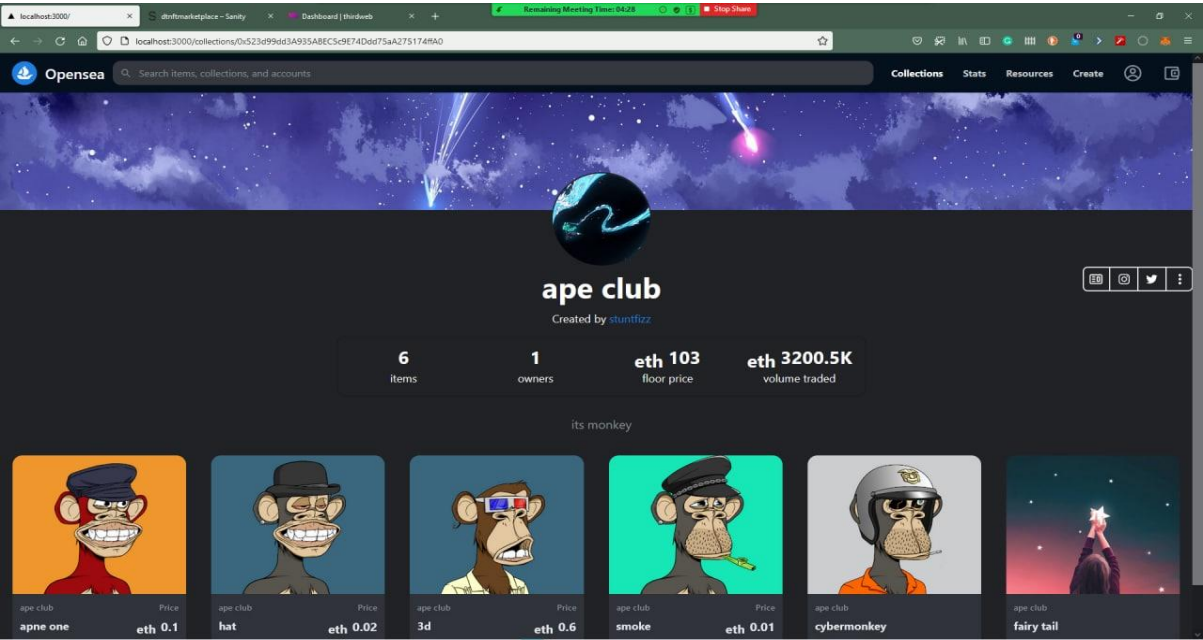 localhost:3000/
dtnftmarketplace – Sanity
Dashboard | thirdweb
Remaining Meeting Time: 04:28
Stop Share
localhost:3000/collections/0x523d99dd3A935A8EC5c9E74Ddd75aA275174ffA0
Opensea
Search items, collections, and accounts
Collections Stats Resources Create
ape club
Created by stuntfizz
6 1 eth 103 eth 3200.5K
items owners floor price volume traded
its monkey
ape club Price ape club Price ape club Price ape club Price ape club ape club
apne one eth 0.1 hat eth 0.02 3d eth 0.6 smoke eth 0.01 cybermonkey fairy tail